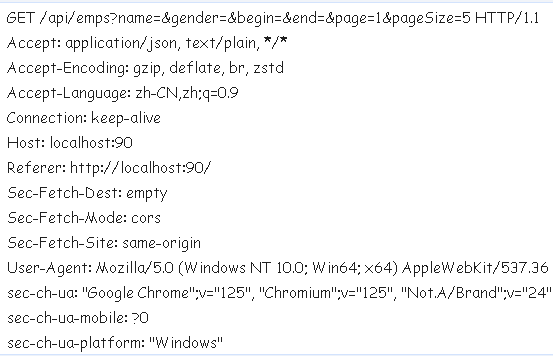 GET /api/emps?name=&gender=&begin=&end=&page=1&pageSize=5 HTTP/1.1
Accept: application/json, text/plain, */*
Accept-Encoding: gzip, deflate, br, zstd
Accept-Language: zh-CN,zh;q=0.9
Connection: keep-alive
Host: localhost:90
Referer: http://localhost:90/
Sec-Fetch-Dest: empty
Sec-Fetch-Mode: cors
Sec-Fetch-Site: same-origin
User-Agent: Mozilla/5.0 (Windows NT 10.0; Win64; x64) AppleWebKit/537.36
sec-ch-ua: "Google Chrome";v="125", "Chromium";v="125", "Not.A/Brand";v="24"
sec-ch-ua-mobile: ?0
sec-ch-ua-platform: "Windows"